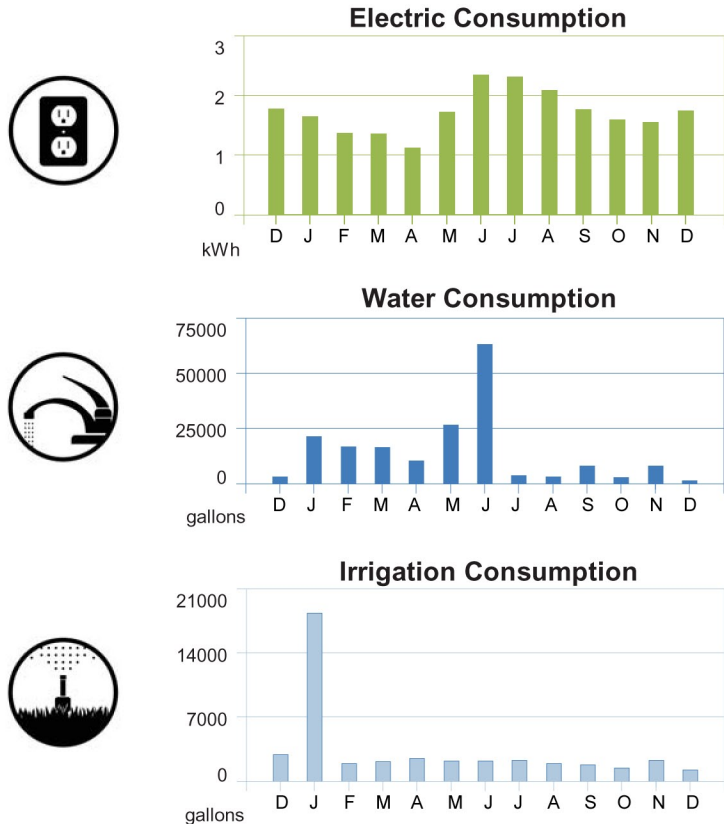 Electric Consumption
3
2
1
0
kWh
D J F M A M J J A S O N D
Water Consumption
75000
50000
25000
0
gallons
D J F M A M J J A S O N D
Irrigation Consumption
21000
14000
7000
0
gallons
D J F M A M J J A S O N D